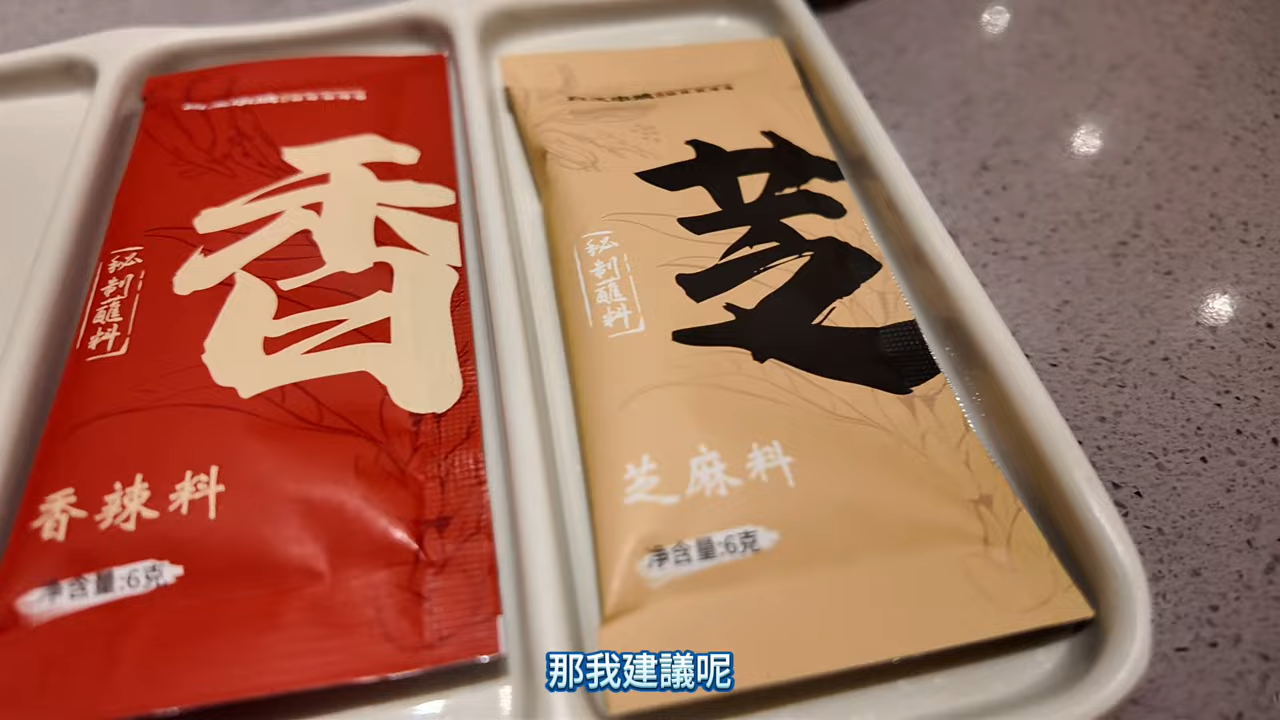 香
秘制蘸料
香辣料
净含量:6克
芝
秘制蘸料
芝麻料
净含量:6克
那我建議呢